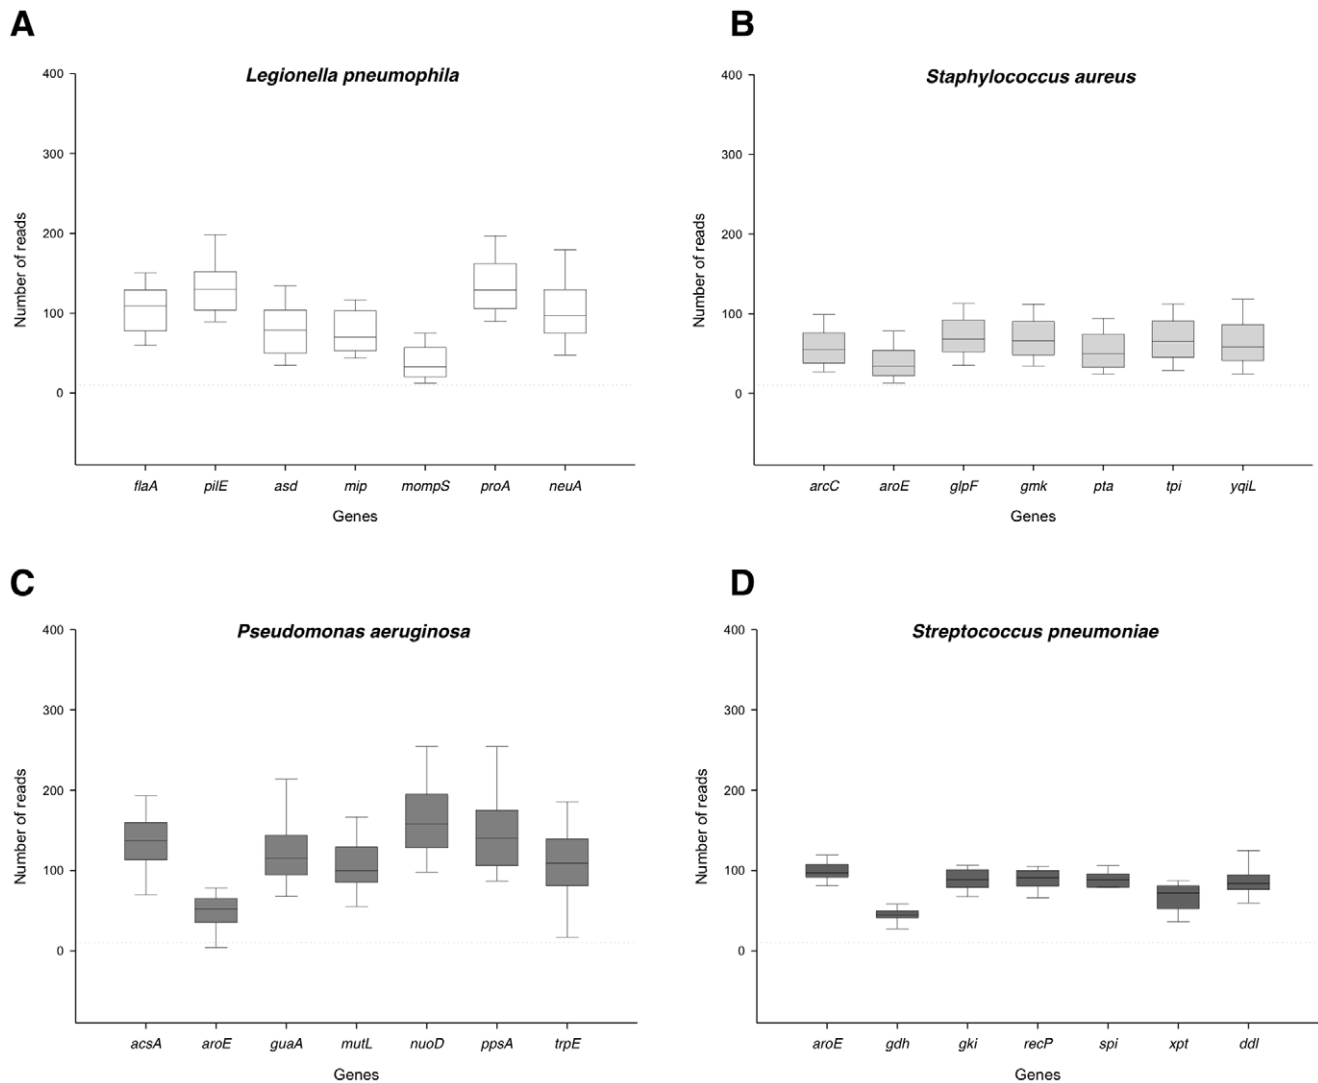 A
Legionella pneumophila
400
300
200
100
0
Number of reads
flaA pilE asd mip mompS proA neuA
Genes
B
Staphylococcus aureus
400
300
200
100
0
Number of reads
arcC aroE glpF gmk pta tpi yqiL
Genes
C
Pseudomonas aeruginosa
400
300
200
100
0
Number of reads
acsA aroE guaA mutL nuoD ppsA trpE
Genes
D
Streptococcus pneumoniae
400
300
200
100
0
Number of reads
aroE gdh gki recP spi xpt ddl
Genes